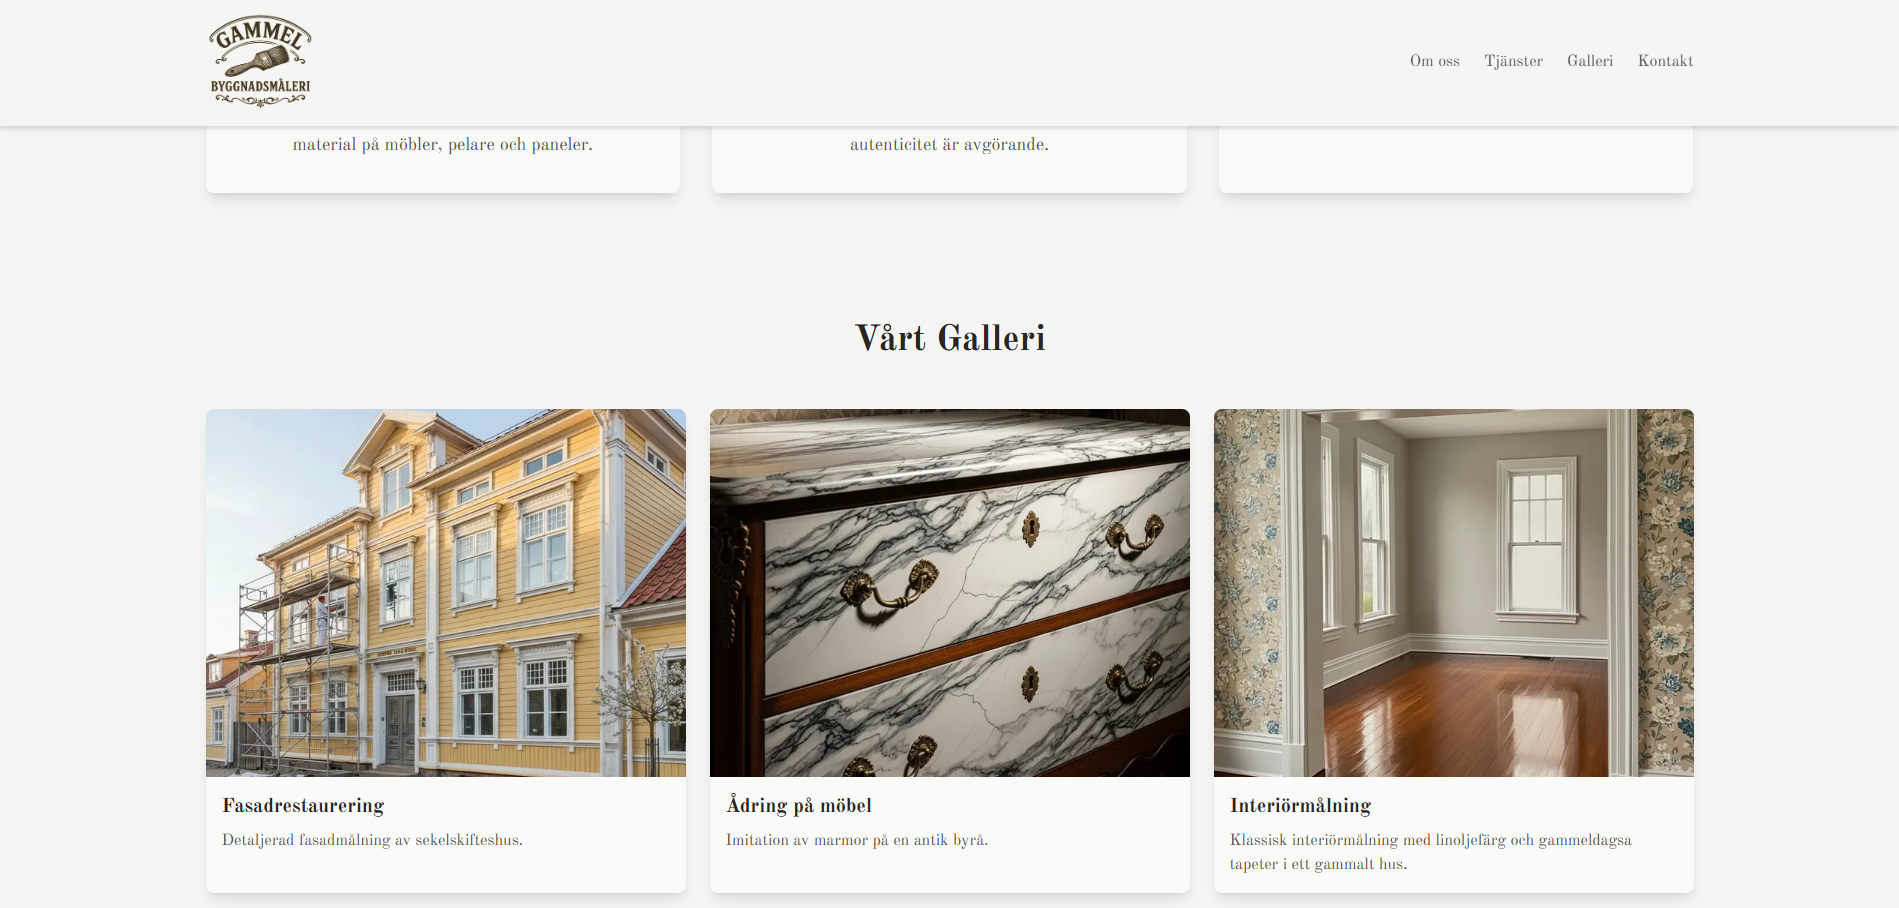 GAMMEL
BYGGNADSMÅLERI
Om oss
Tjänster
Galleri
Kontakt
material på möbler, pelare och paneler.
autenticitet är avgörande.
Vårt Galleri
Fasadrestaurering
Detaljerad fasadmålning av sekelskifteshus.
Ådring på möbel
Imitation av marmor på en antik byrå.
Interiörmålning
Klassisk interiörmålning med linoljefärg och gammeldagsa
tapeter i ett gammalt hus.